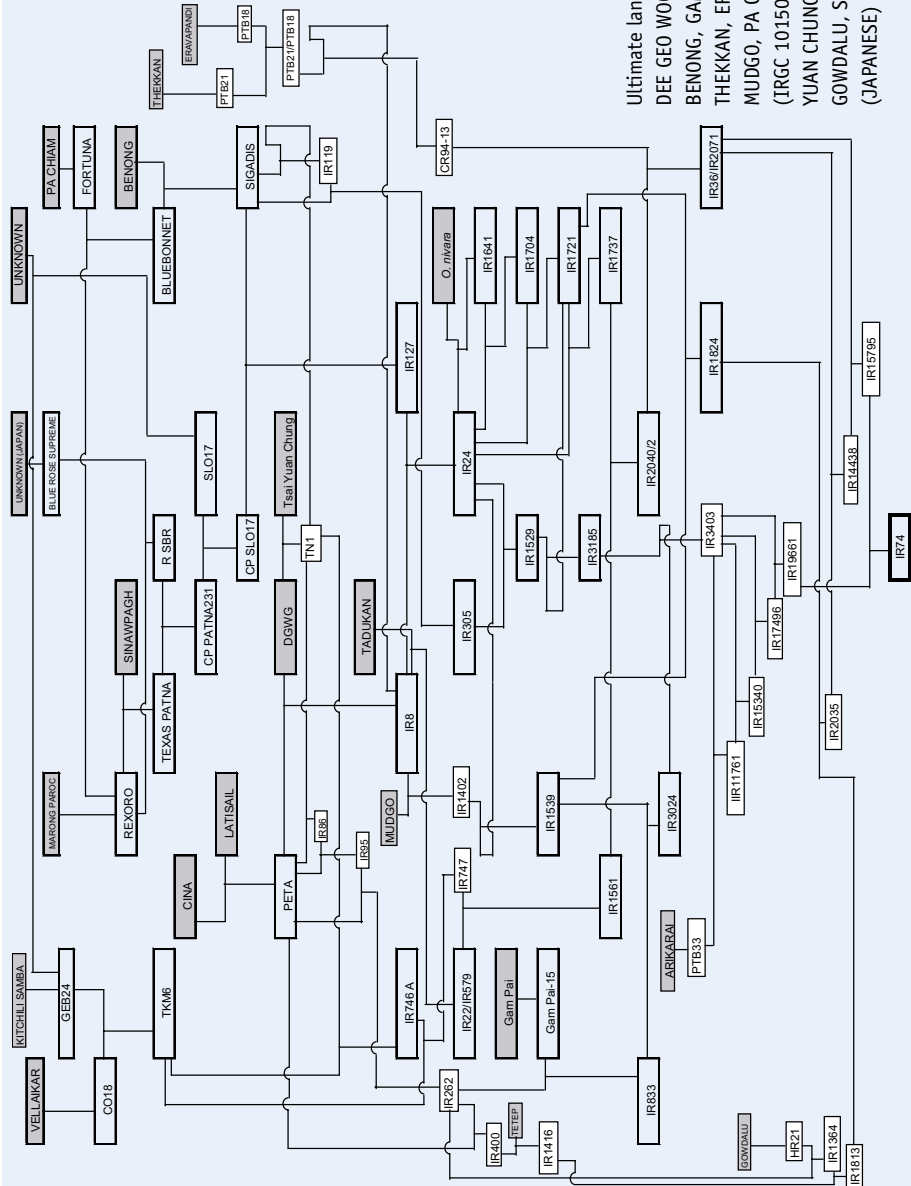 UNKNOWN
KITCHILI SAMBA
MARONG PAROC
UNKNOWN (JAPAN)
PA CHIAM
THEKKAN
ERAVAPANDI
VELLAIKAR
GEB24
REXORO
SINAWPAGH
BLUE ROSE SUPREME
FORTUNA
BENONG
PTB21
PTB18
CO18
TKM6
TEXAS PATNA
R SBR
SLO17
BLUEBONNET
PTB21/PTB18
CINA
LATISAIL
CP PATNA231
CP SLO17
SIGADIS
IR119
PETA
IR86
IR95
DGWG
Tsai Yuan Chung
TN1
TADUKAN
CR94-13
IR746 A
MUDGO
IR8
IR127
O. nivara
IR262
IR22/IR579
IR747
IR1402
IR305
IR24
IR1641
IR400
TETEP
IR1416
Gam Pai
Gam Pai-15
IR1539
IR1529
IR1704
IR3185
IR1721
IR833
IR1561
IR3024
IR2040/2
IR1737
ARIKARAI
PTB33
IR3403
IR1824
IR36/IR2071
IIR11761
IR15340
IR17496
IR19661
GOWDALU
HR21
IR1364
IR1813
IR2035
IR14438
IR15795
IR74
Ultimate lan
DEE GEO WOO
BENONG, GA
THEKKAN, ER
MUDGO, PA C
(IRGC 10150
YUAN CHUNG
GOWDALU, S
(JAPANESE)